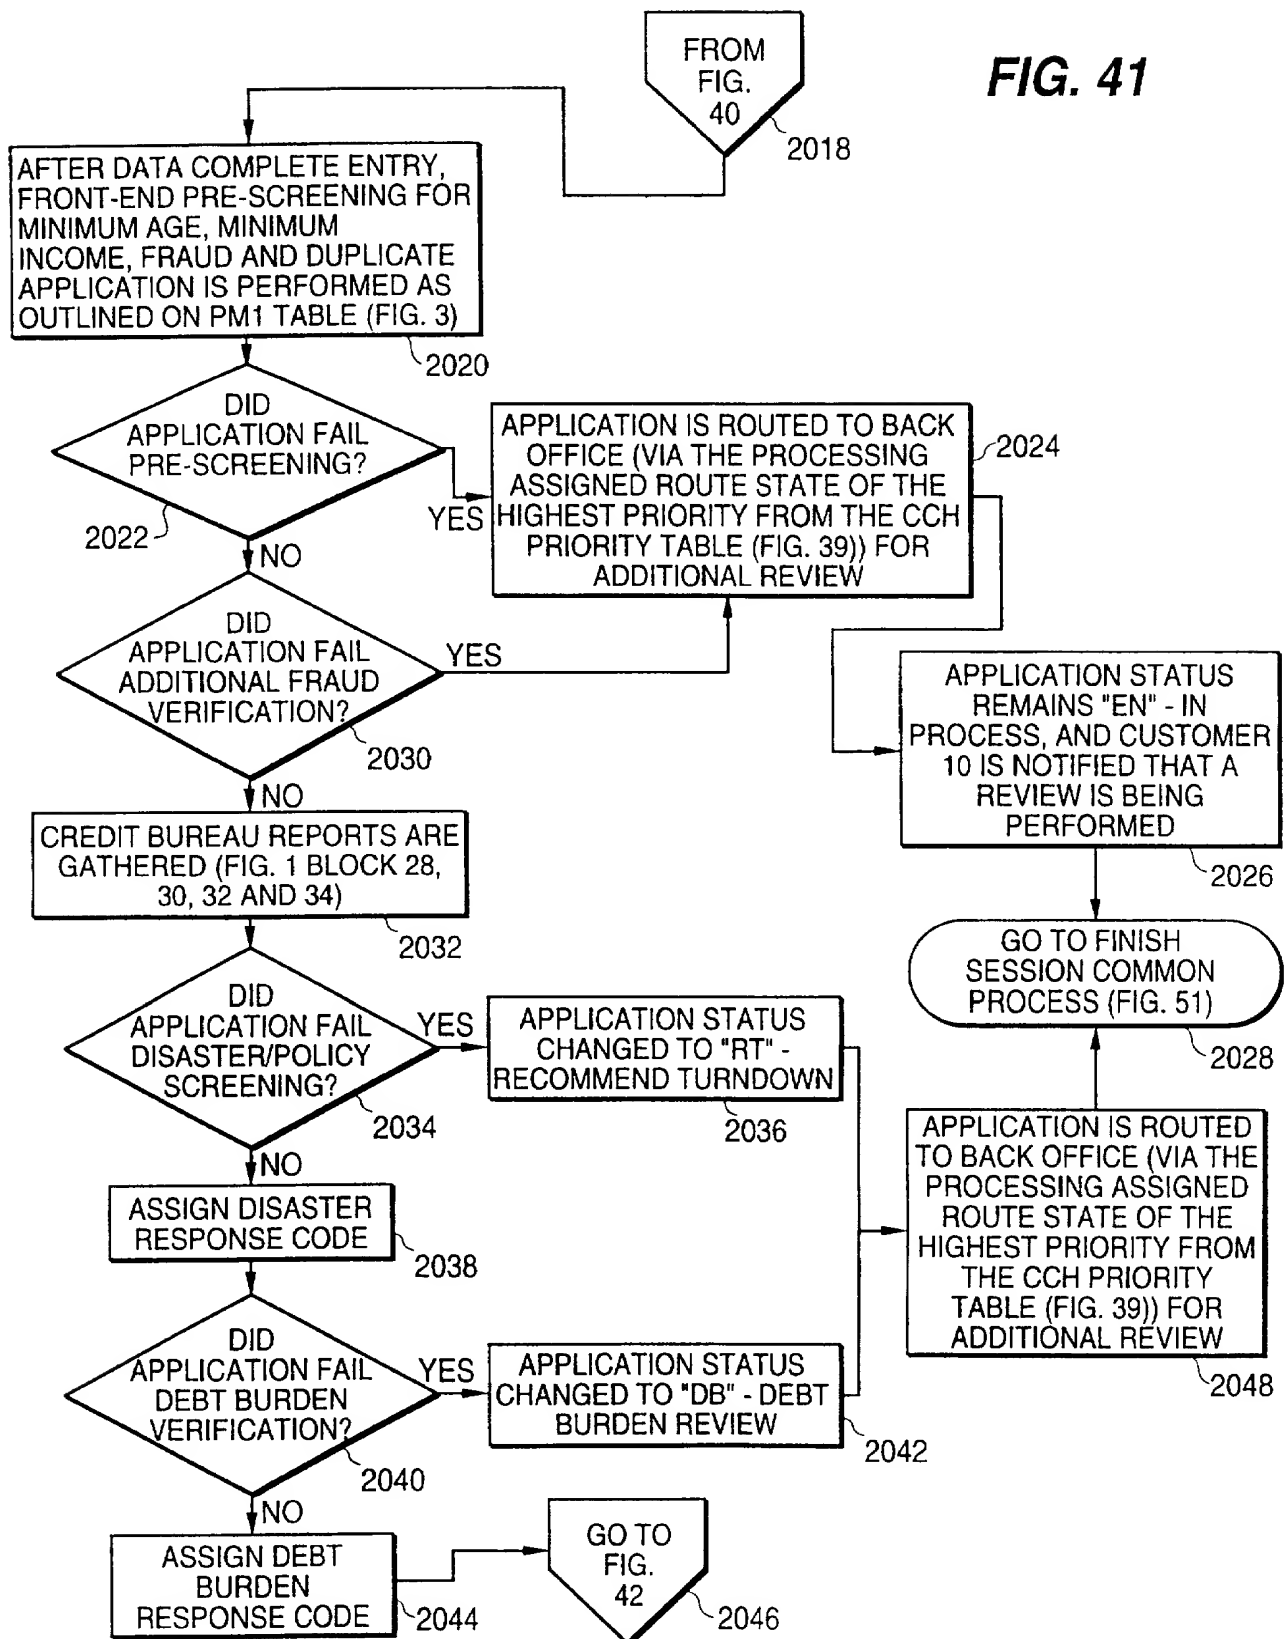 FROM
FIG.
40
FIG. 41
2018
AFTER DATA COMPLETE ENTRY,
FRONT-END PRE-SCREENING FOR
MINIMUM AGE, MINIMUM
INCOME, FRAUD AND DUPLICATE
APPLICATION IS PERFORMED AS
OUTLINED ON PM1 TABLE (FIG. 3)
2020
DID
APPLICATION FAIL
PRE-SCREENING?
2022
YES
NO
APPLICATION IS ROUTED TO BACK
OFFICE (VIA THE PROCESSING
ASSIGNED ROUTE STATE OF THE
HIGHEST PRIORITY FROM THE CCH
PRIORITY TABLE (FIG. 39)) FOR
ADDITIONAL REVIEW
2024
DID
APPLICATION FAIL
ADDITIONAL FRAUD
VERIFICATION?
YES
2030
NO
APPLICATION STATUS
REMAINS "EN" - IN
PROCESS, AND CUSTOMER
10 IS NOTIFIED THAT A
REVIEW IS BEING
PERFORMED
2026
CREDIT BUREAU REPORTS ARE
GATHERED (FIG. 1 BLOCK 28,
30, 32 AND 34)
2032
GO TO FINISH
SESSION COMMON
PROCESS (FIG. 51)
2028
DID
APPLICATION FAIL
DISASTER/POLICY
SCREENING?
YES
2034
NO
APPLICATION STATUS
CHANGED TO "RT" -
RECOMMEND TURNDOWN
2036
APPLICATION IS ROUTED
TO BACK OFFICE (VIA THE
PROCESSING ASSIGNED
ROUTE STATE OF THE
HIGHEST PRIORITY FROM
THE CCH PRIORITY
TABLE (FIG. 39)) FOR
ADDITIONAL REVIEW
2048
ASSIGN DISASTER
RESPONSE CODE
2038
DID
APPLICATION FAIL
DEBT BURDEN
VERIFICATION?
YES
2040
NO
APPLICATION STATUS
CHANGED TO "DB" - DEBT
BURDEN REVIEW
2042
ASSIGN DEBT
BURDEN
RESPONSE CODE
2044
GO TO
FIG.
42
2046